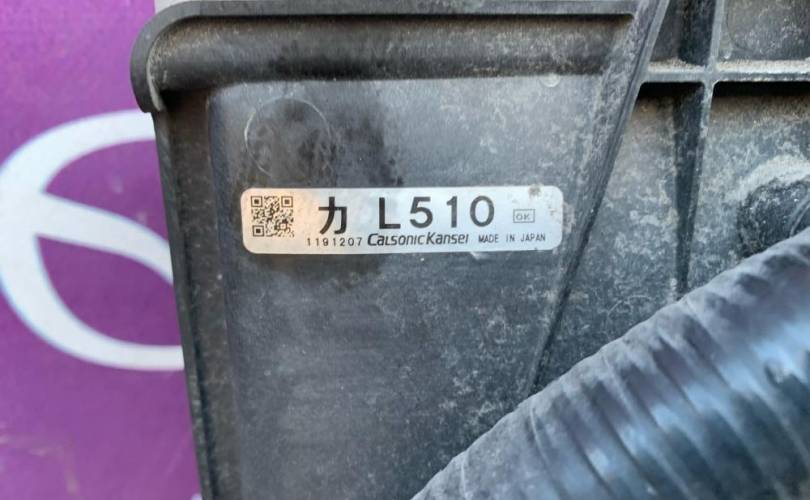 カ L510 OK
1191207 CalsonicKansei MADE IN JAPAN